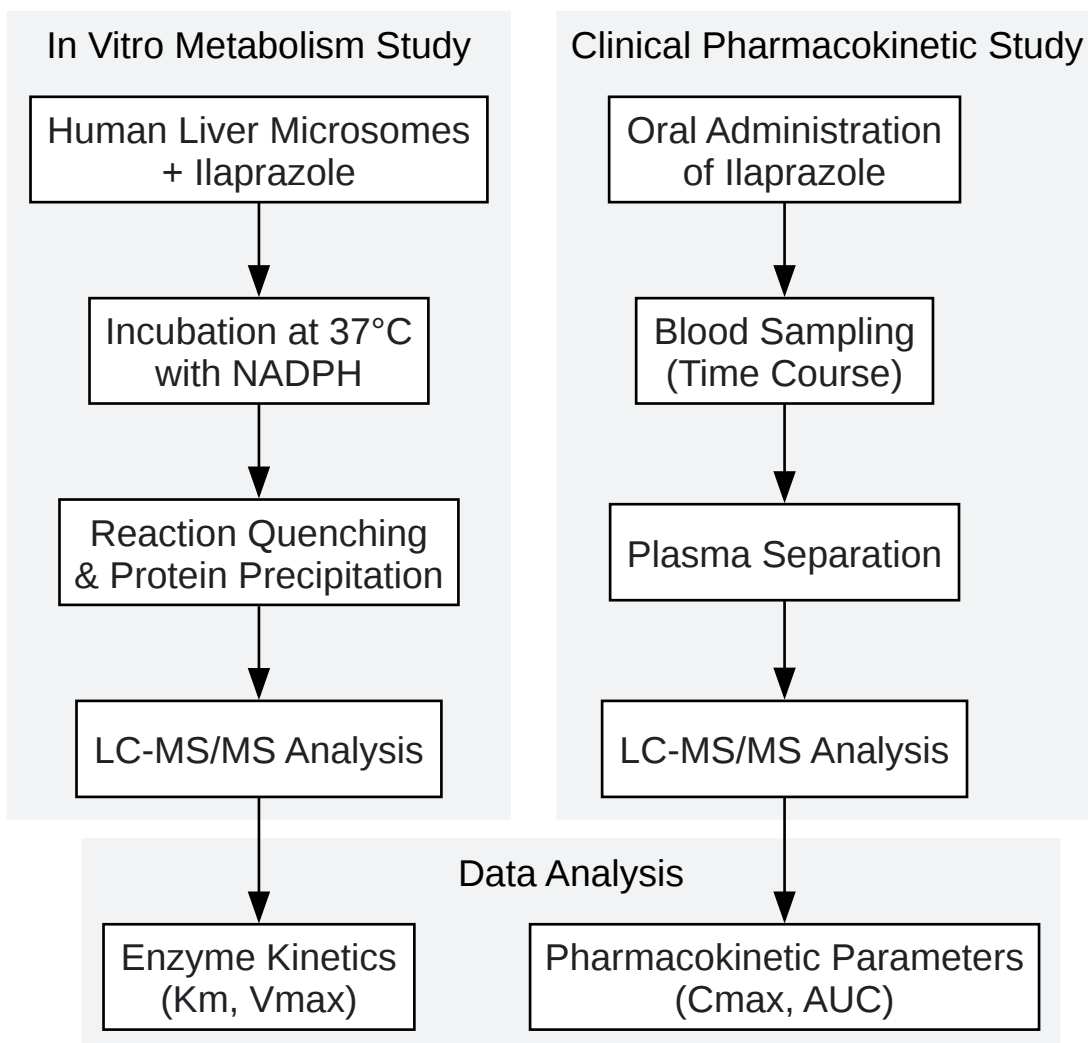 In Vitro Metabolism Study
Human Liver Microsomes
+ Ilaprazole
Incubation at 37°C
with NADPH
Reaction Quenching
& Protein Precipitation
LC-MS/MS Analysis
Clinical Pharmacokinetic Study
Oral Administration
of Ilaprazole
Blood Sampling
(Time Course)
Plasma Separation
LC-MS/MS Analysis
Data Analysis
Enzyme Kinetics
(Km, Vmax)
Pharmacokinetic Parameters
(Cmax, AUC)